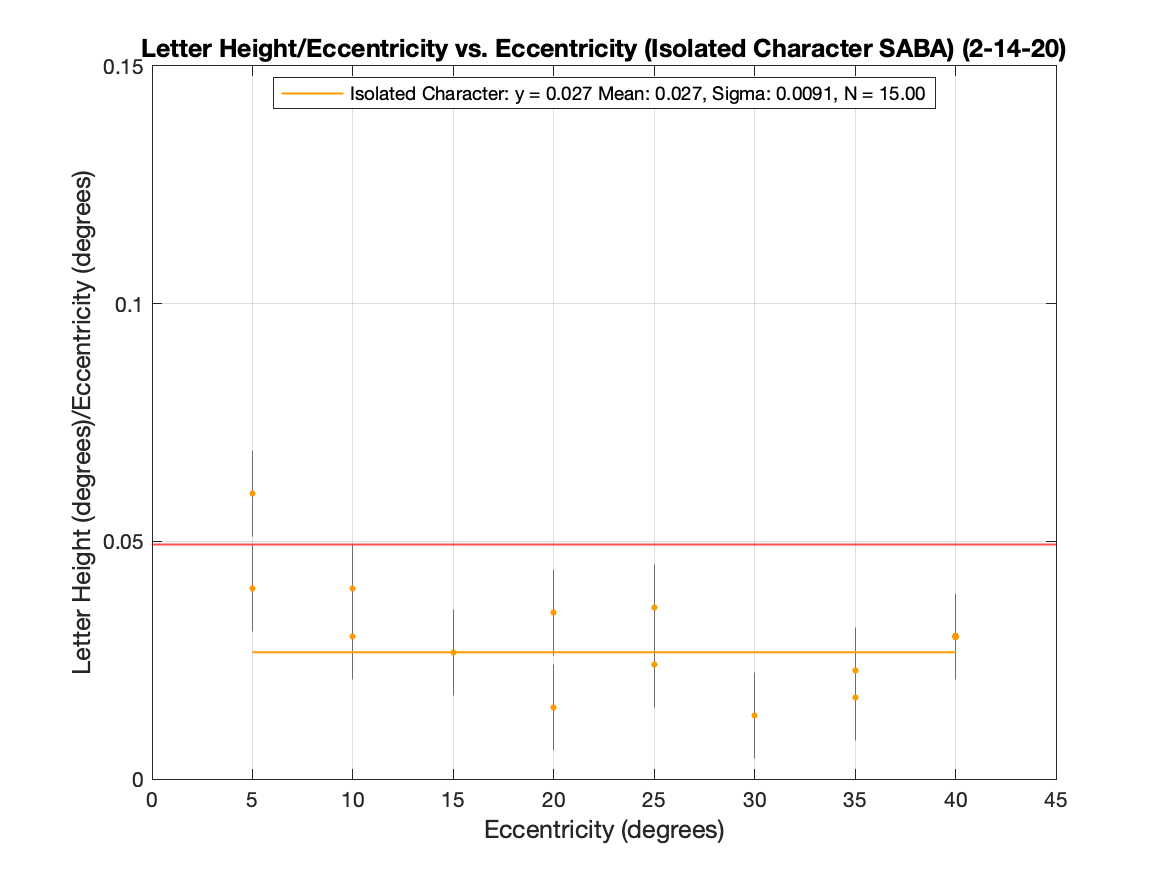 Letter Height/Eccentricity vs. Eccentricity (Isolated Character SABA) (2-14-20)
Isolated Character: y = 0.027 Mean: 0.027, Sigma: 0.0091, N = 15.00
Letter Height (degrees)/Eccentricity (degrees)
0.15
0.1
0.05
0
0 5 10 15 20 25 30 35 40 45
Eccentricity (degrees)